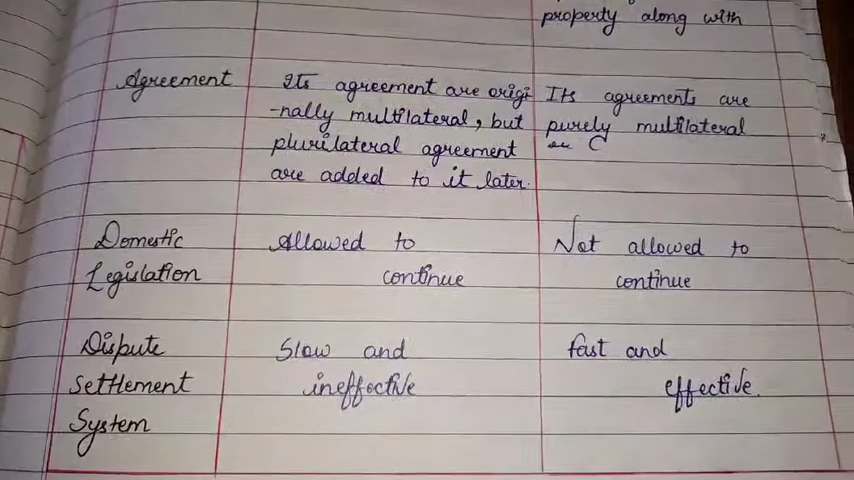 property along with
Agreement
Its agreement are origi
-nally multilateral, but
plurilateral agreement
are added to it later.
Its agreements are
purely multilateral
Domestic
Legislation
Allowed to
continue
Not allowed to
continue
Dispute
Settlement
System
Slow and
ineffective
fast and
effective.